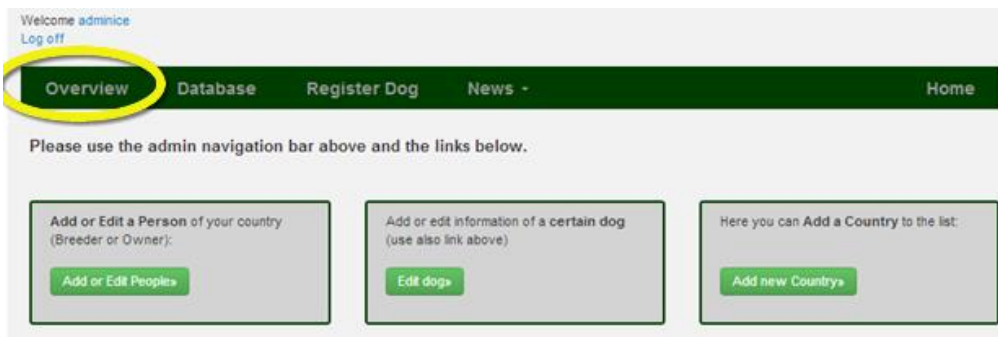 Welcome adminice
Log off
Overview Database Register Dog News - Home
Please use the admin navigation bar above and the links below.
Add or Edit a Person of your country
(Breeder or Owner):
Add or Edit People»
Add or edit information of a certain dog
(use also link above)
Edit dog»
Here you can Add a Country to the list:
Add new Country»